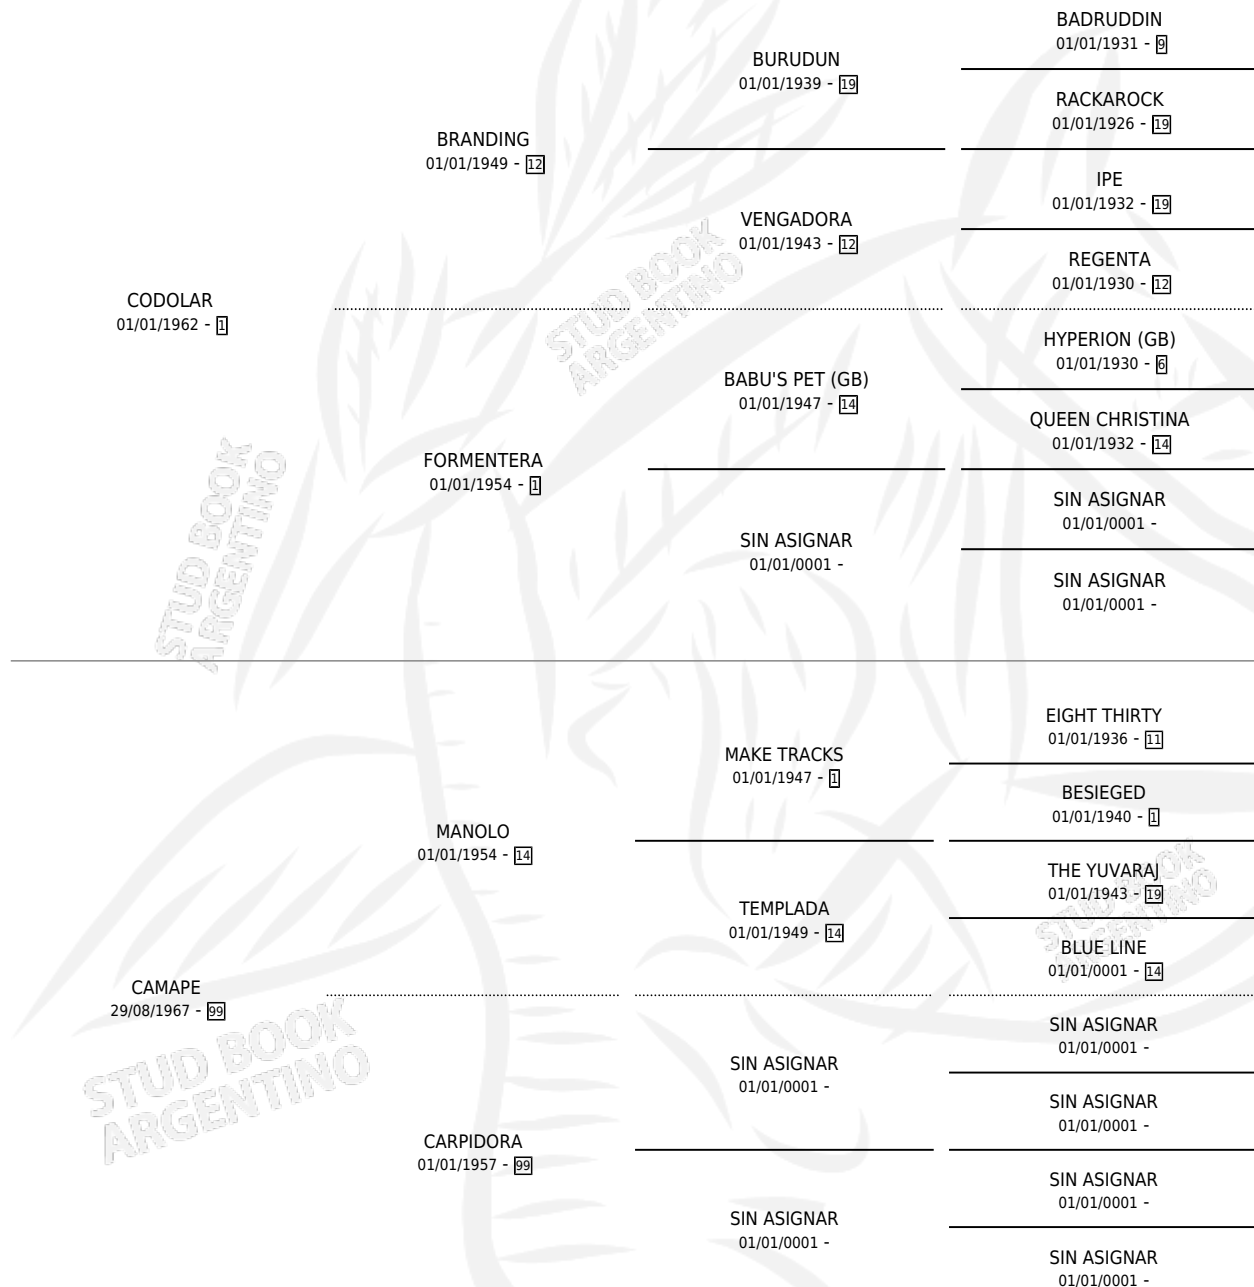 BADRUDDIN
01/01/1931 - 9
BURUDUN
01/01/1939 - 19
RACKAROCK
01/01/1926 - 19
BRANDING
01/01/1949 - 12
IPE
01/01/1932 - 19
VENGADORA
01/01/1943 - 12
REGENTA
01/01/1930 - 12
CODOLAR
01/01/1962 - 1
HYPERION (GB)
01/01/1930 - 6
BABU'S PET (GB)
01/01/1947 - 14
QUEEN CHRISTINA
01/01/1932 - 14
FORMENTERA
01/01/1954 - 1
SIN ASIGNAR
01/01/0001 -
SIN ASIGNAR
01/01/0001 -
SIN ASIGNAR
01/01/0001 -
STUD BOOK
ARGENTINO
STUD BOOK
ARGENTINO
EIGHT THIRTY
01/01/1936 - 11
MAKE TRACKS
01/01/1947 - 1
BESIEGED
01/01/1940 - 1
MANOLO
01/01/1954 - 14
THE YUVARAJ
01/01/1943 - 19
TEMPLADA
01/01/1949 - 14
BLUE LINE
01/01/0001 - 14
CAMAPE
29/08/1967 - 99
SIN ASIGNAR
01/01/0001 -
SIN ASIGNAR
01/01/0001 -
SIN ASIGNAR
01/01/0001 -
CARPIDORA
01/01/1957 - 99
SIN ASIGNAR
01/01/0001 -
SIN ASIGNAR
01/01/0001 -
SIN ASIGNAR
01/01/0001 -
STUD BOOK
ARGENTINO
STUD BOOK
ARGENTINO